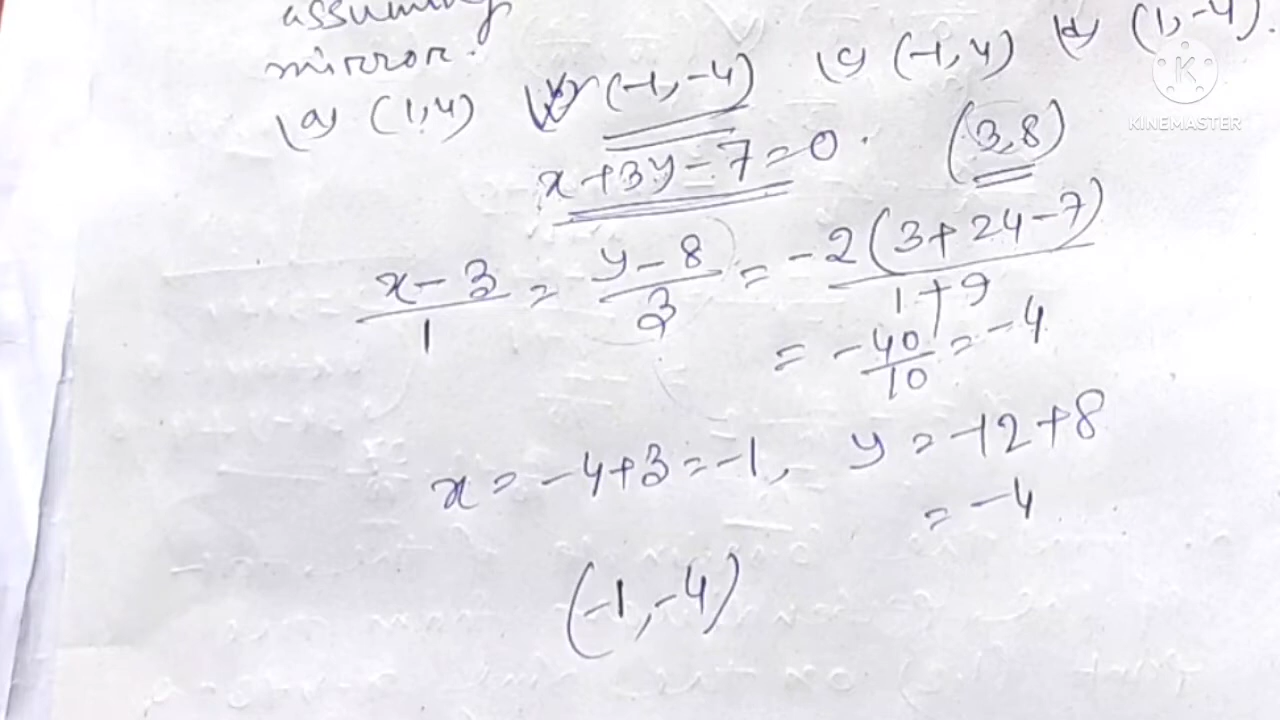 assuming
mirror.
(a) (1,4) (b) (-1,-4) (c) (-1,4) (d) (1,-4).
KINEMASTER
x+3y-7=0. (3,8)
x-3/1 = y-8/3 = -2(3+24-7)/1+9
= -40/10 = -4
x = -4+3 = -1, y = -12+8
= -4
(-1,-4)